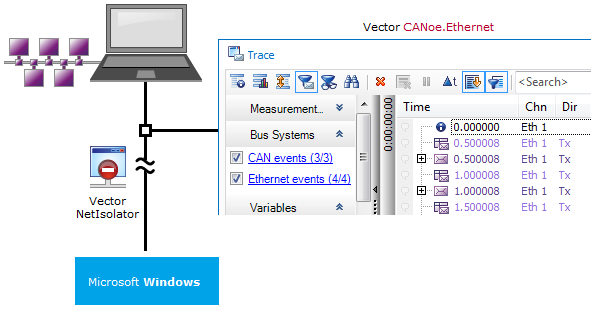 Vector CANoe.Ethernet
Trace
<Search>
Measurement...
Bus Systems
CAN events (3/3)
Ethernet events (4/4)
Variables
0:00:00:00
Time Chn Dir
0.000000 Eth 1
0.500008 Eth 1 Tx
0.500008 Eth 1 Tx
1.000008 Eth 1 Tx
1.000008 Eth 1 Tx
1.500008 Eth 1 Tx
Vector
NetIsolator
Microsoft Windows